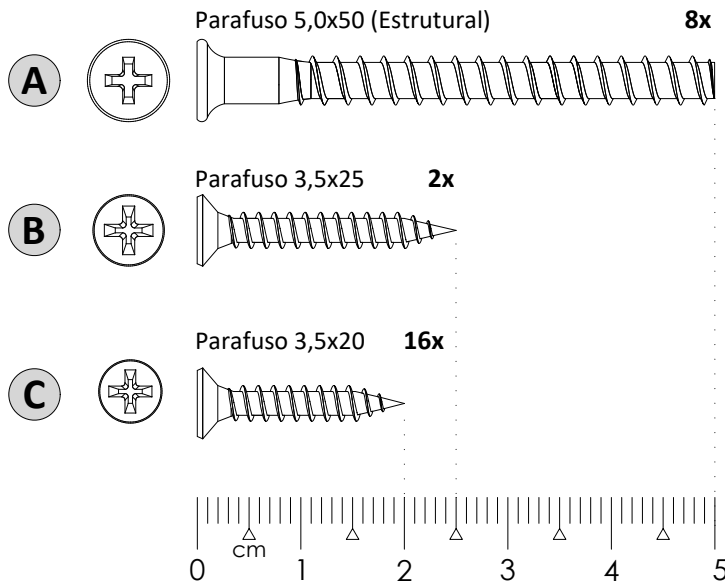 Parafuso 5,0x50 (Estrutural) 8x
A
Parafuso 3,5x25 2x
B
Parafuso 3,5x20 16x
C
cm
0 1 2 3 4 5